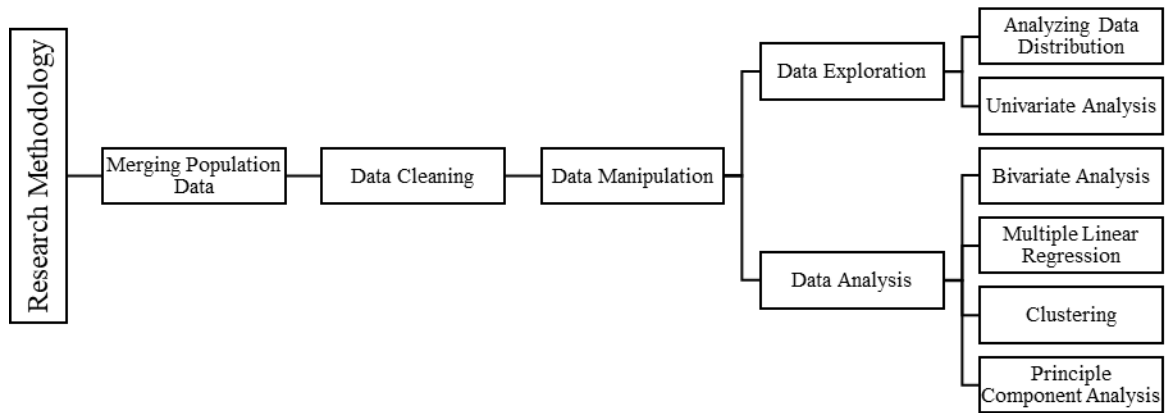 Research Methodology
Merging Population
Data
Data Cleaning
Data Manipulation
Data Exploration
Analyzing Data
Distribution
Univariate Analysis
Data Analysis
Bivariate Analysis
Multiple Linear
Regression
Clustering
Principle
Component Analysis